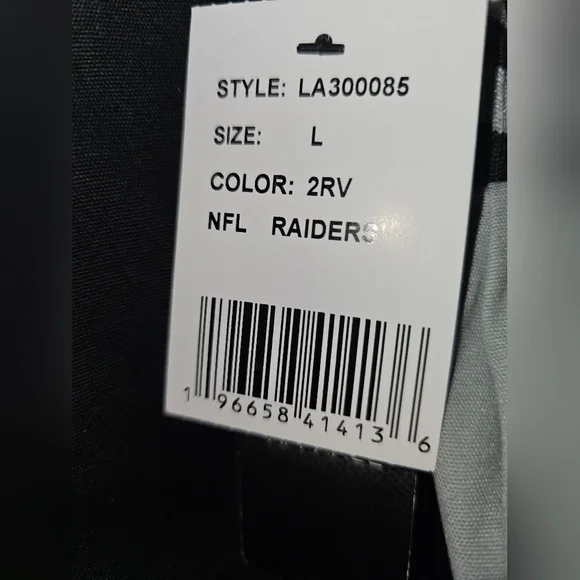 STYLE: LA300085
SIZE: L
COLOR: 2RV
NFL RAIDERS
1 96658 41413 6